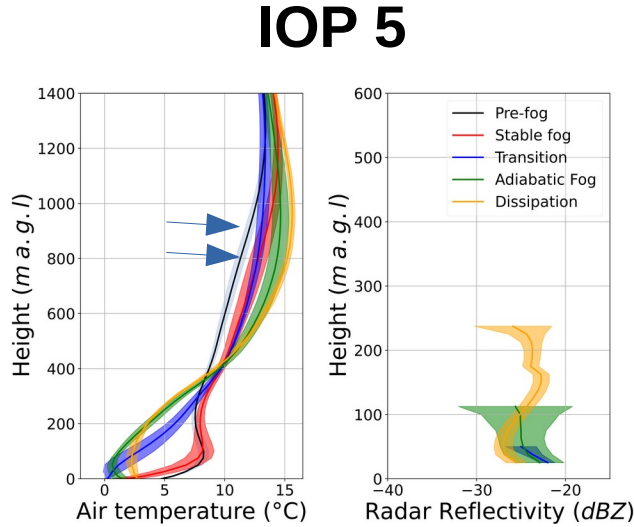 IOP 5
1400
1200
1000
800
600
400
200
0
Height (m a. g. l)
0 5 10 15
Air temperature (°C)
600
500
400
300
200
100
0
Height (m a. g. l)
Pre-fog
Stable fog
Transition
Adiabatic Fog
Dissipation
−40 −30 −20
Radar Reflectivity (dBZ)